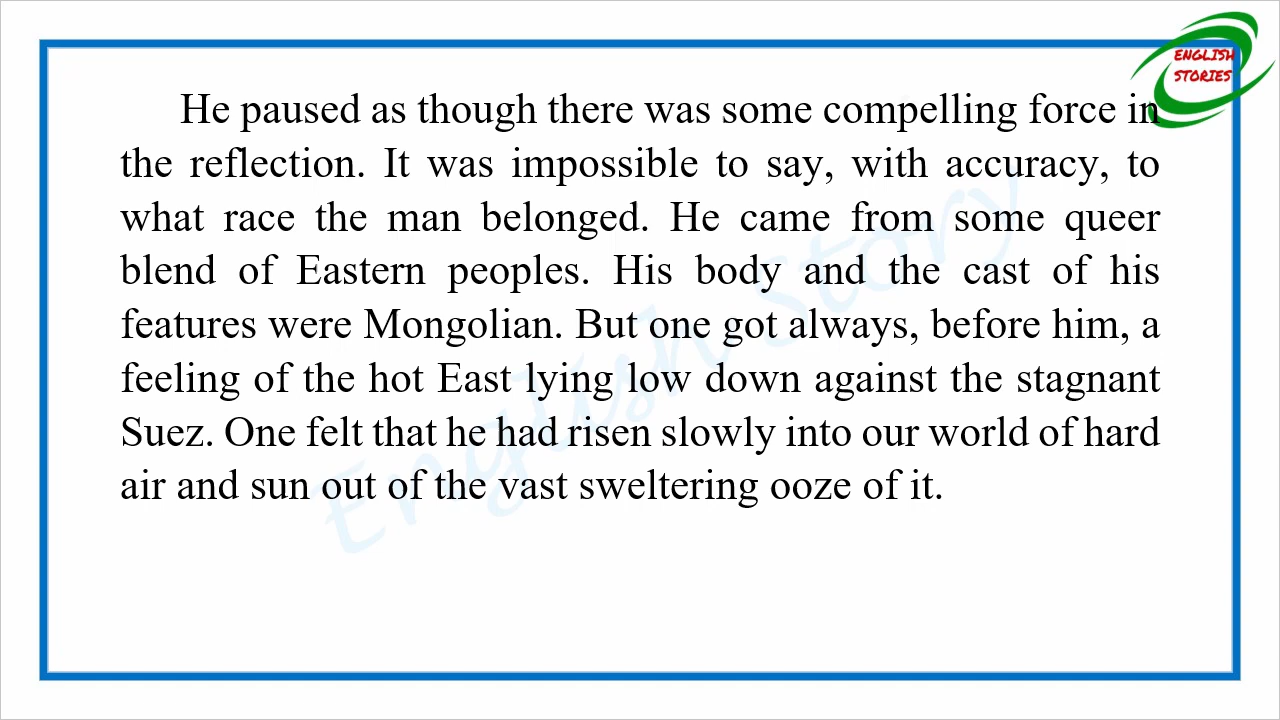 ENGLISH
STORIES
He paused as though there was some compelling force in
the reflection. It was impossible to say, with accuracy, to
what race the man belonged. He came from some queer
blend of Eastern peoples. His body and the cast of his
features were Mongolian. But one got always, before him, a
feeling of the hot East lying low down against the stagnant
Suez. One felt that he had risen slowly into our world of hard
air and sun out of the vast sweltering ooze of it.
English Story